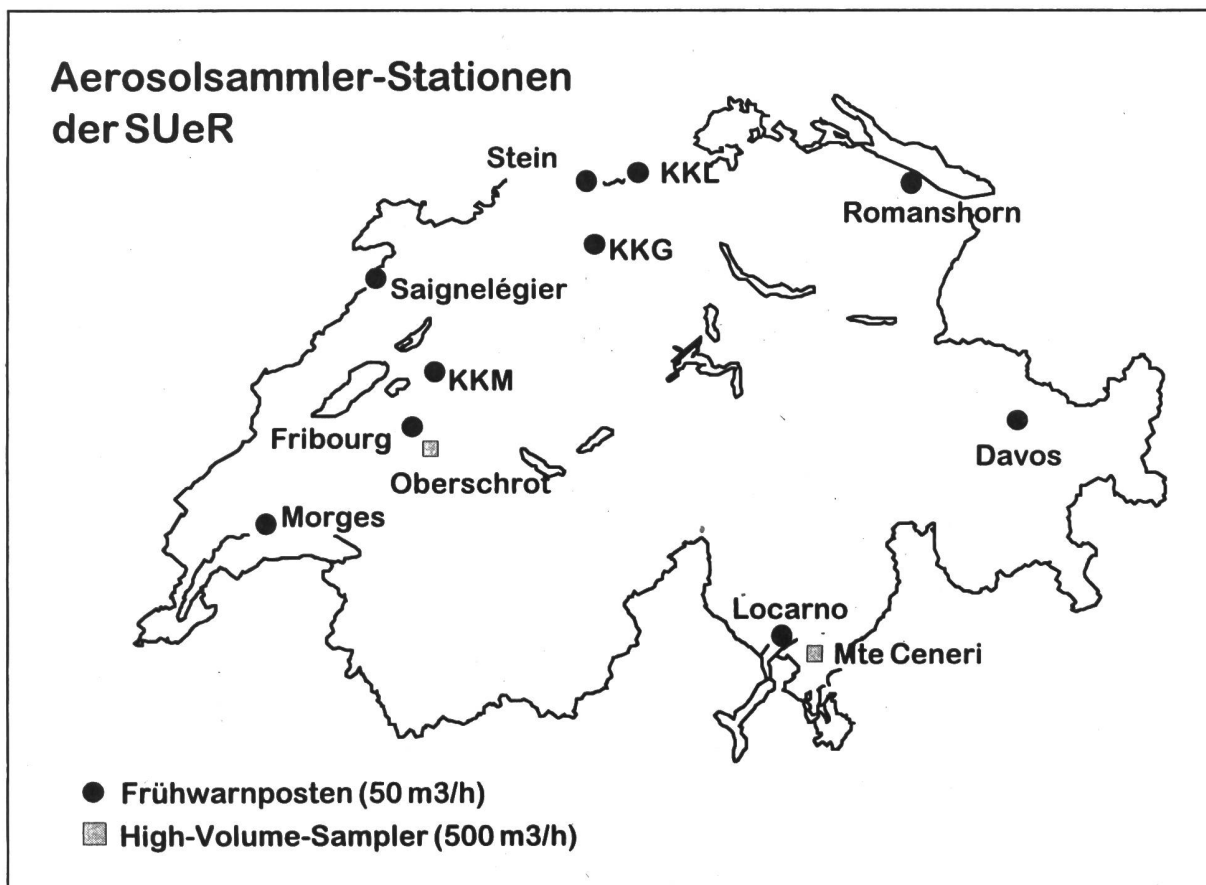 Aerosolsammler-Stationen
der SUeR
Stein
KKL
Romanshorn
KKG
Saignelégier
KKM
Fribourg
Oberschrot
Davos
Morges
Locarno
Mte Ceneri
Frühwarnposten (50 m3/h)
High-Volume-Sampler (500 m3/h)